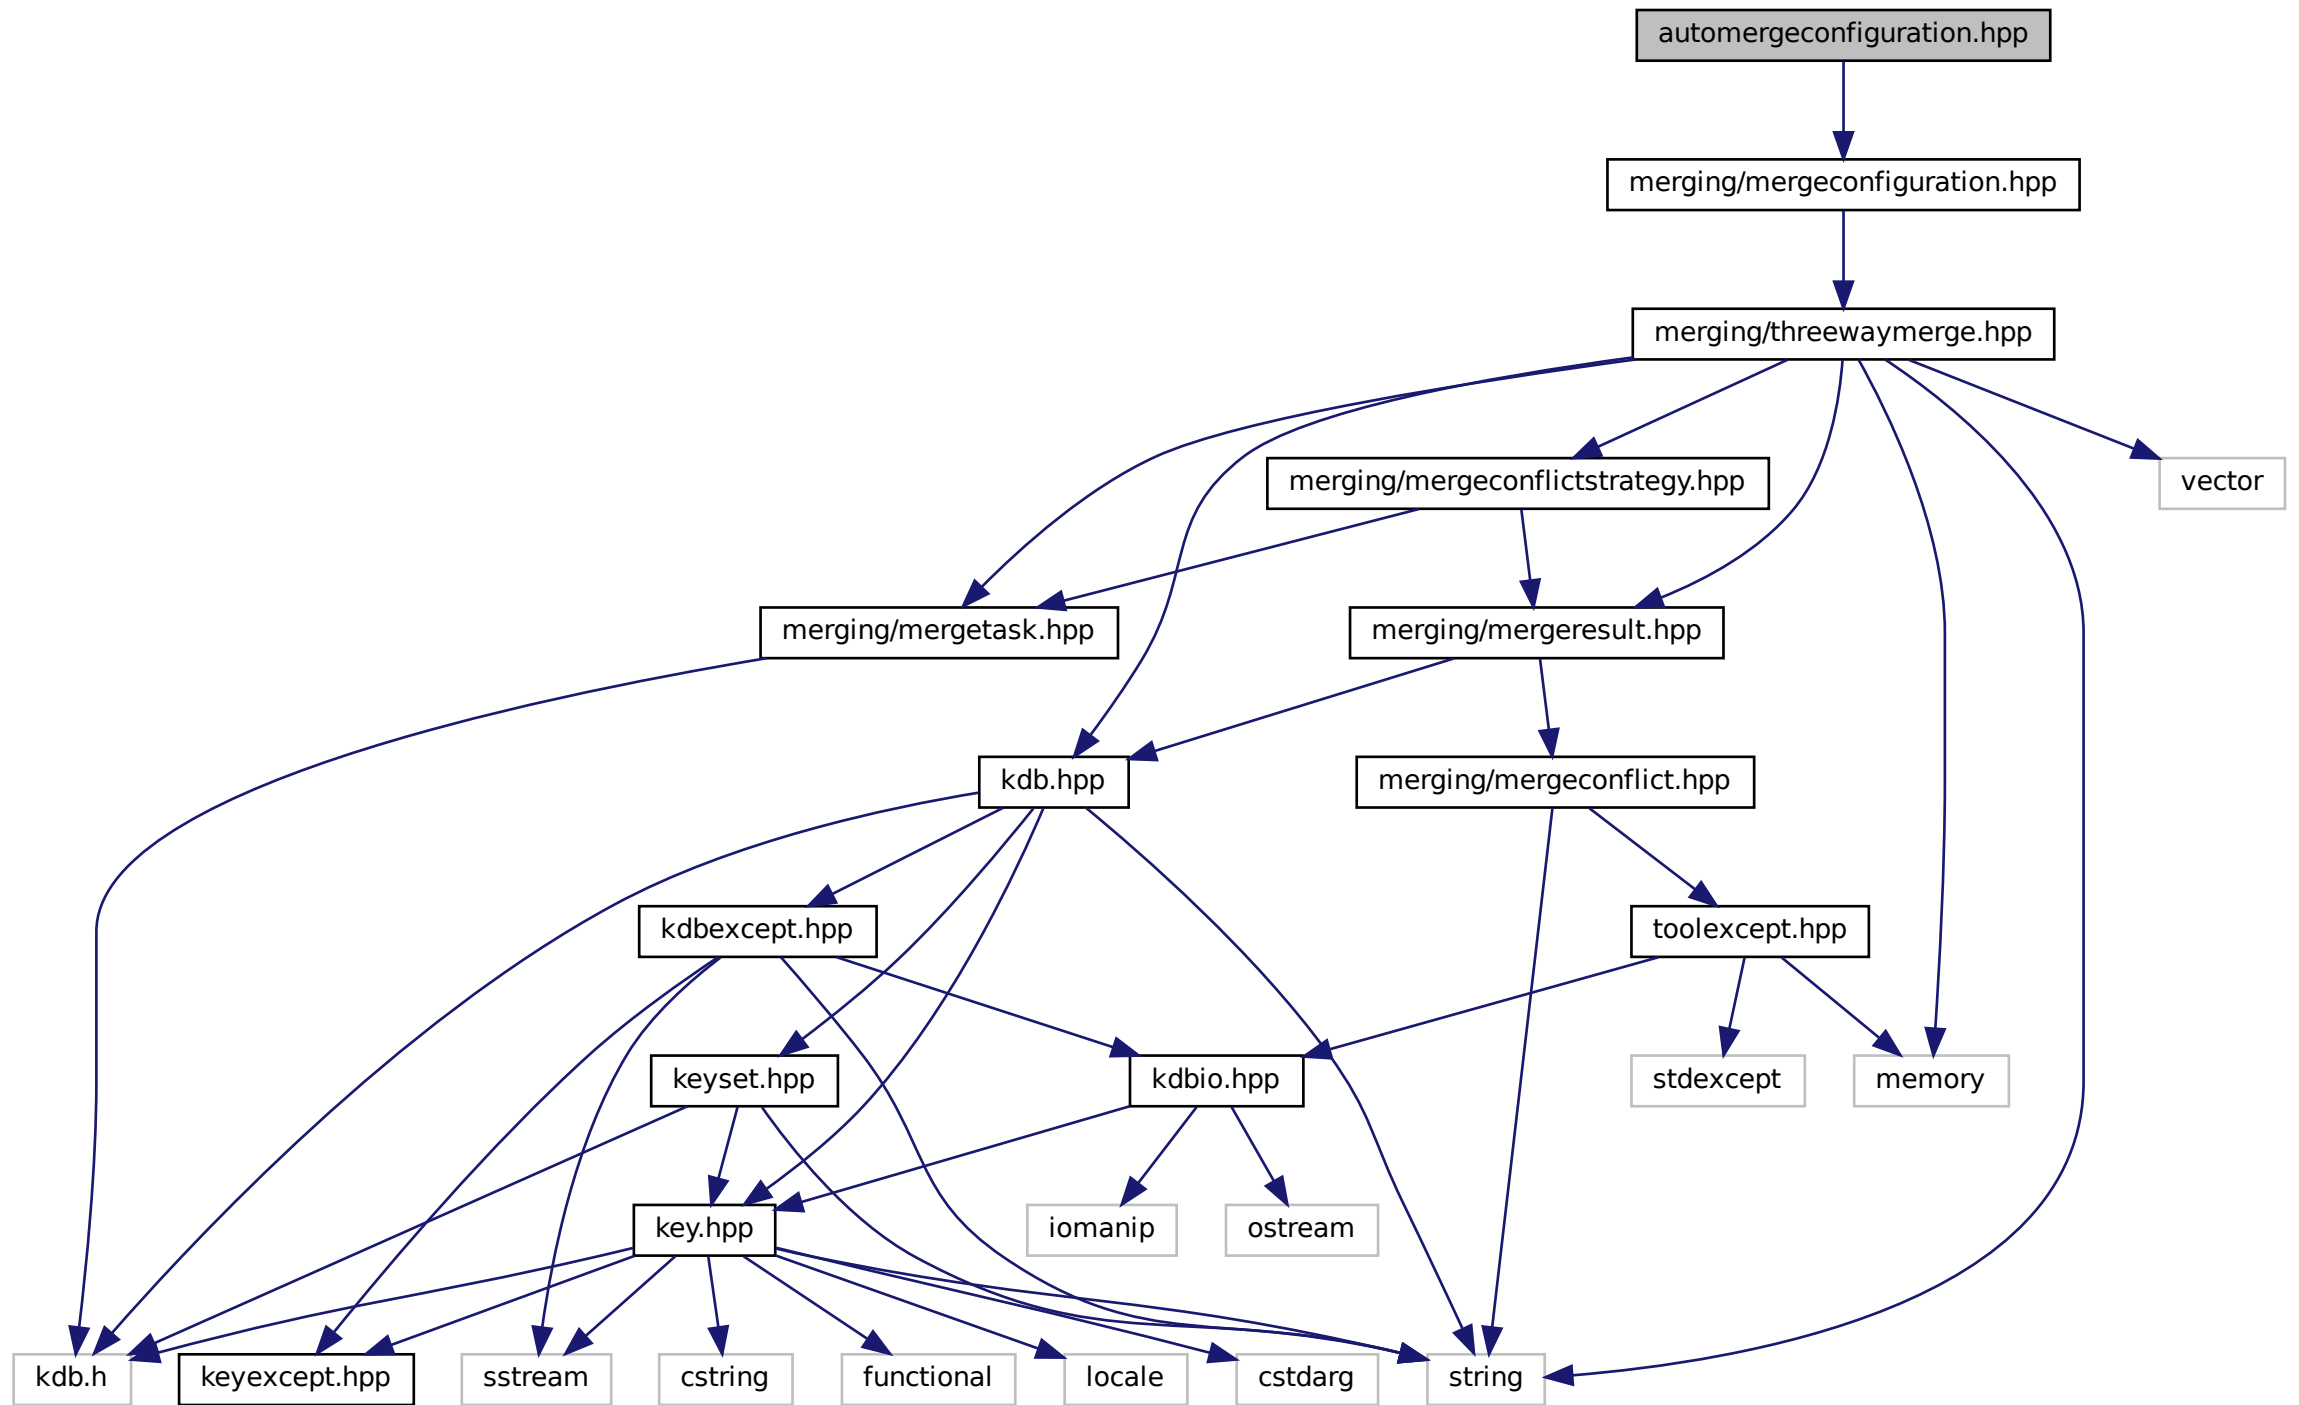 automergeconfiguration.hpp
merging/mergeconfiguration.hpp
merging/threewaymerge.hpp
merging/mergeconflictstrategy.hpp
vector
merging/mergetask.hpp
merging/mergeresult.hpp
kdb.hpp
merging/mergeconflict.hpp
kdbexcept.hpp
toolexcept.hpp
keyset.hpp
kdbio.hpp
stdexcept
memory
key.hpp
iomanip
ostream
kdb.h
keyexcept.hpp
sstream
cstring
functional
locale
cstdarg
string